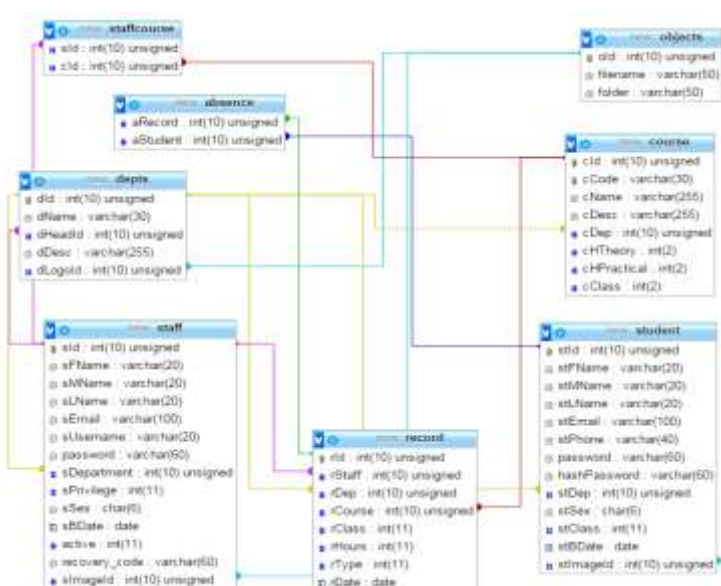 staffcourse
sId : int(10) unsigned
cId : int(10) unsigned
objects
oId : int(10) unsigned
filename : varchar(50)
folder : varchar(50)
absence
aRecord : int(10) unsigned
aStudent : int(10) unsigned
course
cId : int(10) unsigned
cCode : varchar(30)
cName : varchar(255)
cDesc : varchar(255)
cDep : int(10) unsigned
cHTheory : int(2)
cHPractical : int(2)
cClass : int(2)
depts
dId : int(10) unsigned
dName : varchar(30)
dHeadId : int(10) unsigned
dDesc : varchar(255)
dLogoId : int(10) unsigned
staff
sId : int(10) unsigned
sFName : varchar(20)
sMName : varchar(20)
sLName : varchar(20)
sEmail : varchar(100)
sUsername : varchar(20)
password : varchar(60)
sDepartment : int(10) unsigned
sPrivilege : int(11)
sSex : char(6)
sBDate : date
active : int(11)
recovery_code : varchar(60)
sImageId : int(10) unsigned
student
stId : int(10) unsigned
stFName : varchar(20)
stMName : varchar(20)
stLName : varchar(20)
stEmail : varchar(100)
stPhone : varchar(40)
password : varchar(60)
hashPassword : varchar(60)
stDep : int(10) unsigned
stSex : char(6)
stClass : int(11)
stBDate : date
stImageId : int(10) unsigned
record
rId : int(10) unsigned
rStaff : int(10) unsigned
rDep : int(10) unsigned
rCourse : int(10) unsigned
rClass : int(11)
rHours : int(11)
rType : int(11)
rDate : date